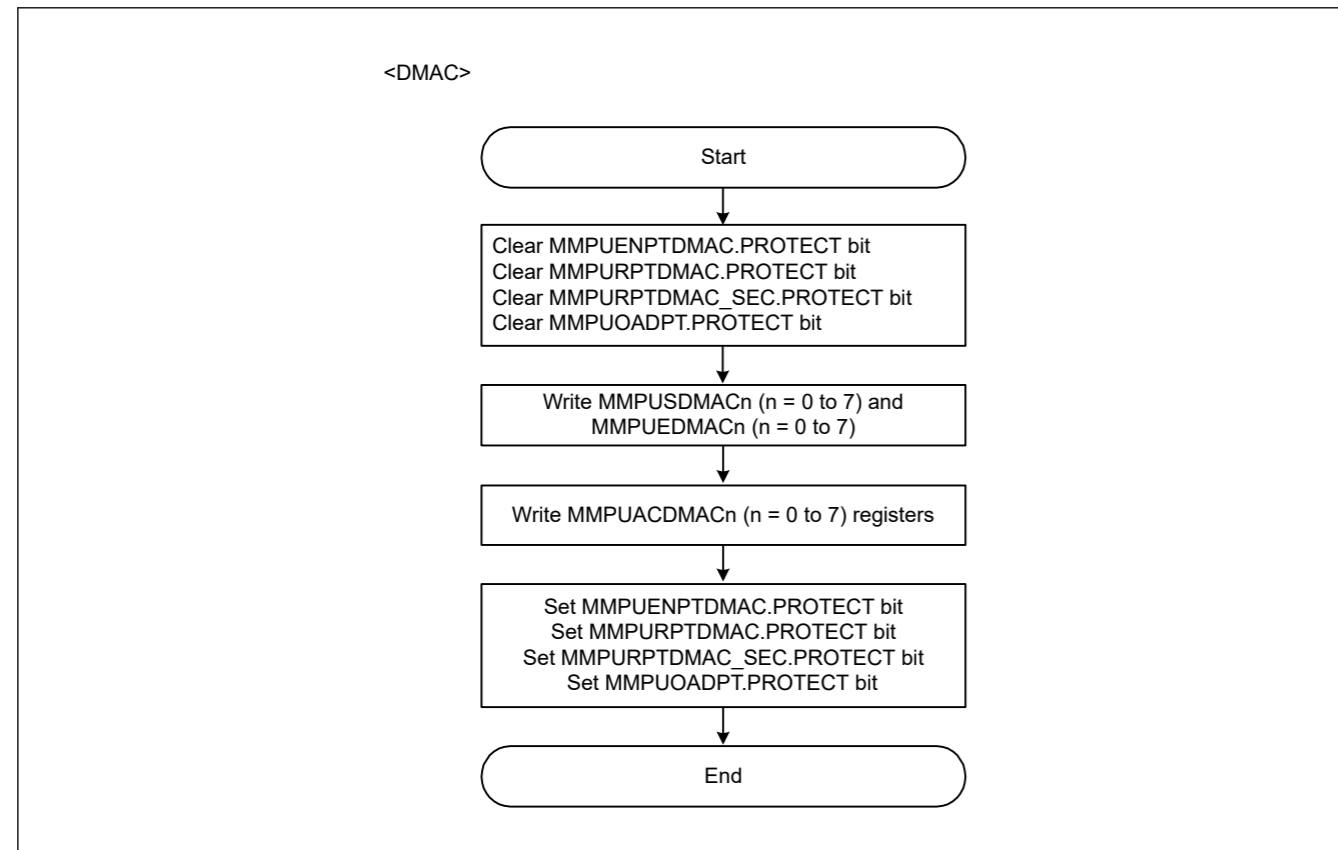 <DMAC>
Start
Clear MMPUENPTDMAC.PROTECT bit
Clear MMPURPTDMAC.PROTECT bit
Clear MMPURPTDMAC_SEC.PROTECT bit
Clear MMPUOADPT.PROTECT bit
Write MMPUSDMACn (n = 0 to 7) and
MMPUEDMACn (n = 0 to 7)
Write MMPUACDMACn (n = 0 to 7) registers
Set MMPUENPTDMAC.PROTECT bit
Set MMPURPTDMAC.PROTECT bit
Set MMPURPTDMAC_SEC.PROTECT bit
Set MMPUOADPT.PROTECT bit
End